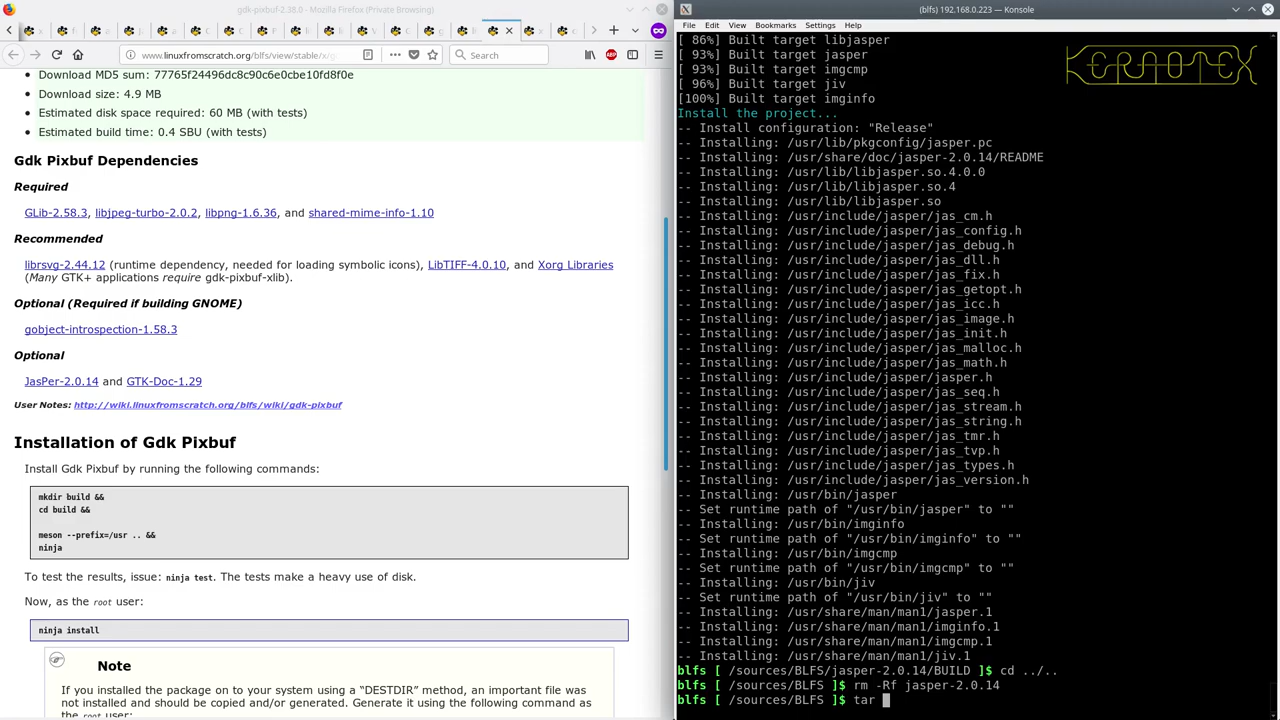 gdk-pixbuf-2.38.0 - Mozilla Firefox (Private Browsing)
www.linuxfromscratch.org/blfs/view/stable/x/
Search
Download MD5 sum: 77765f24496dc8c90c6e0cbe10fd8f0e
Download size: 4.9 MB
Estimated disk space required: 60 MB (with tests)
Estimated build time: 0.4 SBU (with tests)
Gdk Pixbuf Dependencies
Required
GLib-2.58.3, libjpeg-turbo-2.0.2, libpng-1.6.36, and shared-mime-info-1.10
Recommended
librsvg-2.44.12 (runtime dependency, needed for loading symbolic icons), LibTIFF-4.0.10, and Xorg Libraries
(Many GTK+ applications require gdk-pixbuf-xlib).
Optional (Required if building GNOME)
gobject-introspection-1.58.3
Optional
JasPer-2.0.14 and GTK-Doc-1.29
User Notes: http://wiki.linuxfromscratch.org/blfs/wiki/gdk-pixbuf
Installation of Gdk Pixbuf
Install Gdk Pixbuf by running the following commands:
mkdir build &&
cd build &&
meson --prefix=/usr .. &&
ninja
To test the results, issue: ninja test. The tests make a heavy use of disk.
Now, as the root user:
ninja install
Note
If you installed the package on to your system using a “DESTDIR” method, an important file was
not installed and should be copied and/or generated. Generate it using the following command as
the root user:
(blfs) 192.168.0.223 — Konsole
File Edit View Bookmarks Settings Help
KERNOTEX
[ 86%] Built target libjasper
[ 93%] Built target jasper
[ 93%] Built target imgcmp
[ 96%] Built target jiv
[100%] Built target imginfo
Install the project...
-- Install configuration: "Release"
-- Installing: /usr/lib/pkgconfig/jasper.pc
-- Installing: /usr/share/doc/jasper-2.0.14/README
-- Installing: /usr/lib/libjasper.so.4.0.0
-- Installing: /usr/lib/libjasper.so.4
-- Installing: /usr/lib/libjasper.so
-- Installing: /usr/include/jasper/jas_cm.h
-- Installing: /usr/include/jasper/jas_config.h
-- Installing: /usr/include/jasper/jas_debug.h
-- Installing: /usr/include/jasper/jas_dll.h
-- Installing: /usr/include/jasper/jas_fix.h
-- Installing: /usr/include/jasper/jas_getopt.h
-- Installing: /usr/include/jasper/jas_icc.h
-- Installing: /usr/include/jasper/jas_image.h
-- Installing: /usr/include/jasper/jas_init.h
-- Installing: /usr/include/jasper/jas_malloc.h
-- Installing: /usr/include/jasper/jas_math.h
-- Installing: /usr/include/jasper/jasper.h
-- Installing: /usr/include/jasper/jas_seq.h
-- Installing: /usr/include/jasper/jas_stream.h
-- Installing: /usr/include/jasper/jas_string.h
-- Installing: /usr/include/jasper/jas_tmr.h
-- Installing: /usr/include/jasper/jas_tvp.h
-- Installing: /usr/include/jasper/jas_types.h
-- Installing: /usr/include/jasper/jas_version.h
-- Installing: /usr/bin/jasper
-- Set runtime path of "/usr/bin/jasper" to ""
-- Installing: /usr/bin/imginfo
-- Set runtime path of "/usr/bin/imginfo" to ""
-- Installing: /usr/bin/imgcmp
-- Set runtime path of "/usr/bin/imgcmp" to ""
-- Installing: /usr/bin/jiv
-- Set runtime path of "/usr/bin/jiv" to ""
-- Installing: /usr/share/man/man1/jasper.1
-- Installing: /usr/share/man/man1/imginfo.1
-- Installing: /usr/share/man/man1/imgcmp.1
-- Installing: /usr/share/man/man1/jiv.1
blfs [ /sources/BLFS/jasper-2.0.14/BUILD ]$ cd ../..
blfs [ /sources/BLFS ]$ rm -Rf jasper-2.0.14
blfs [ /sources/BLFS ]$ tar